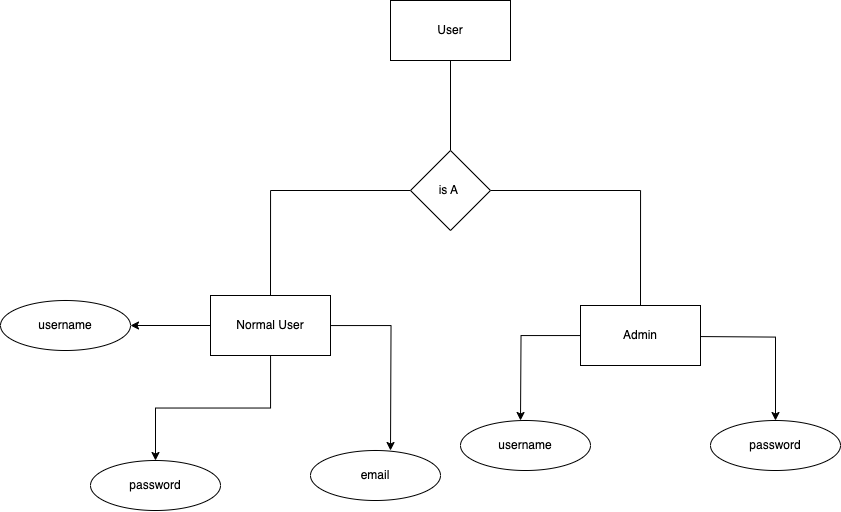 User
is A
username
Normal User
Admin
username
password
password
email